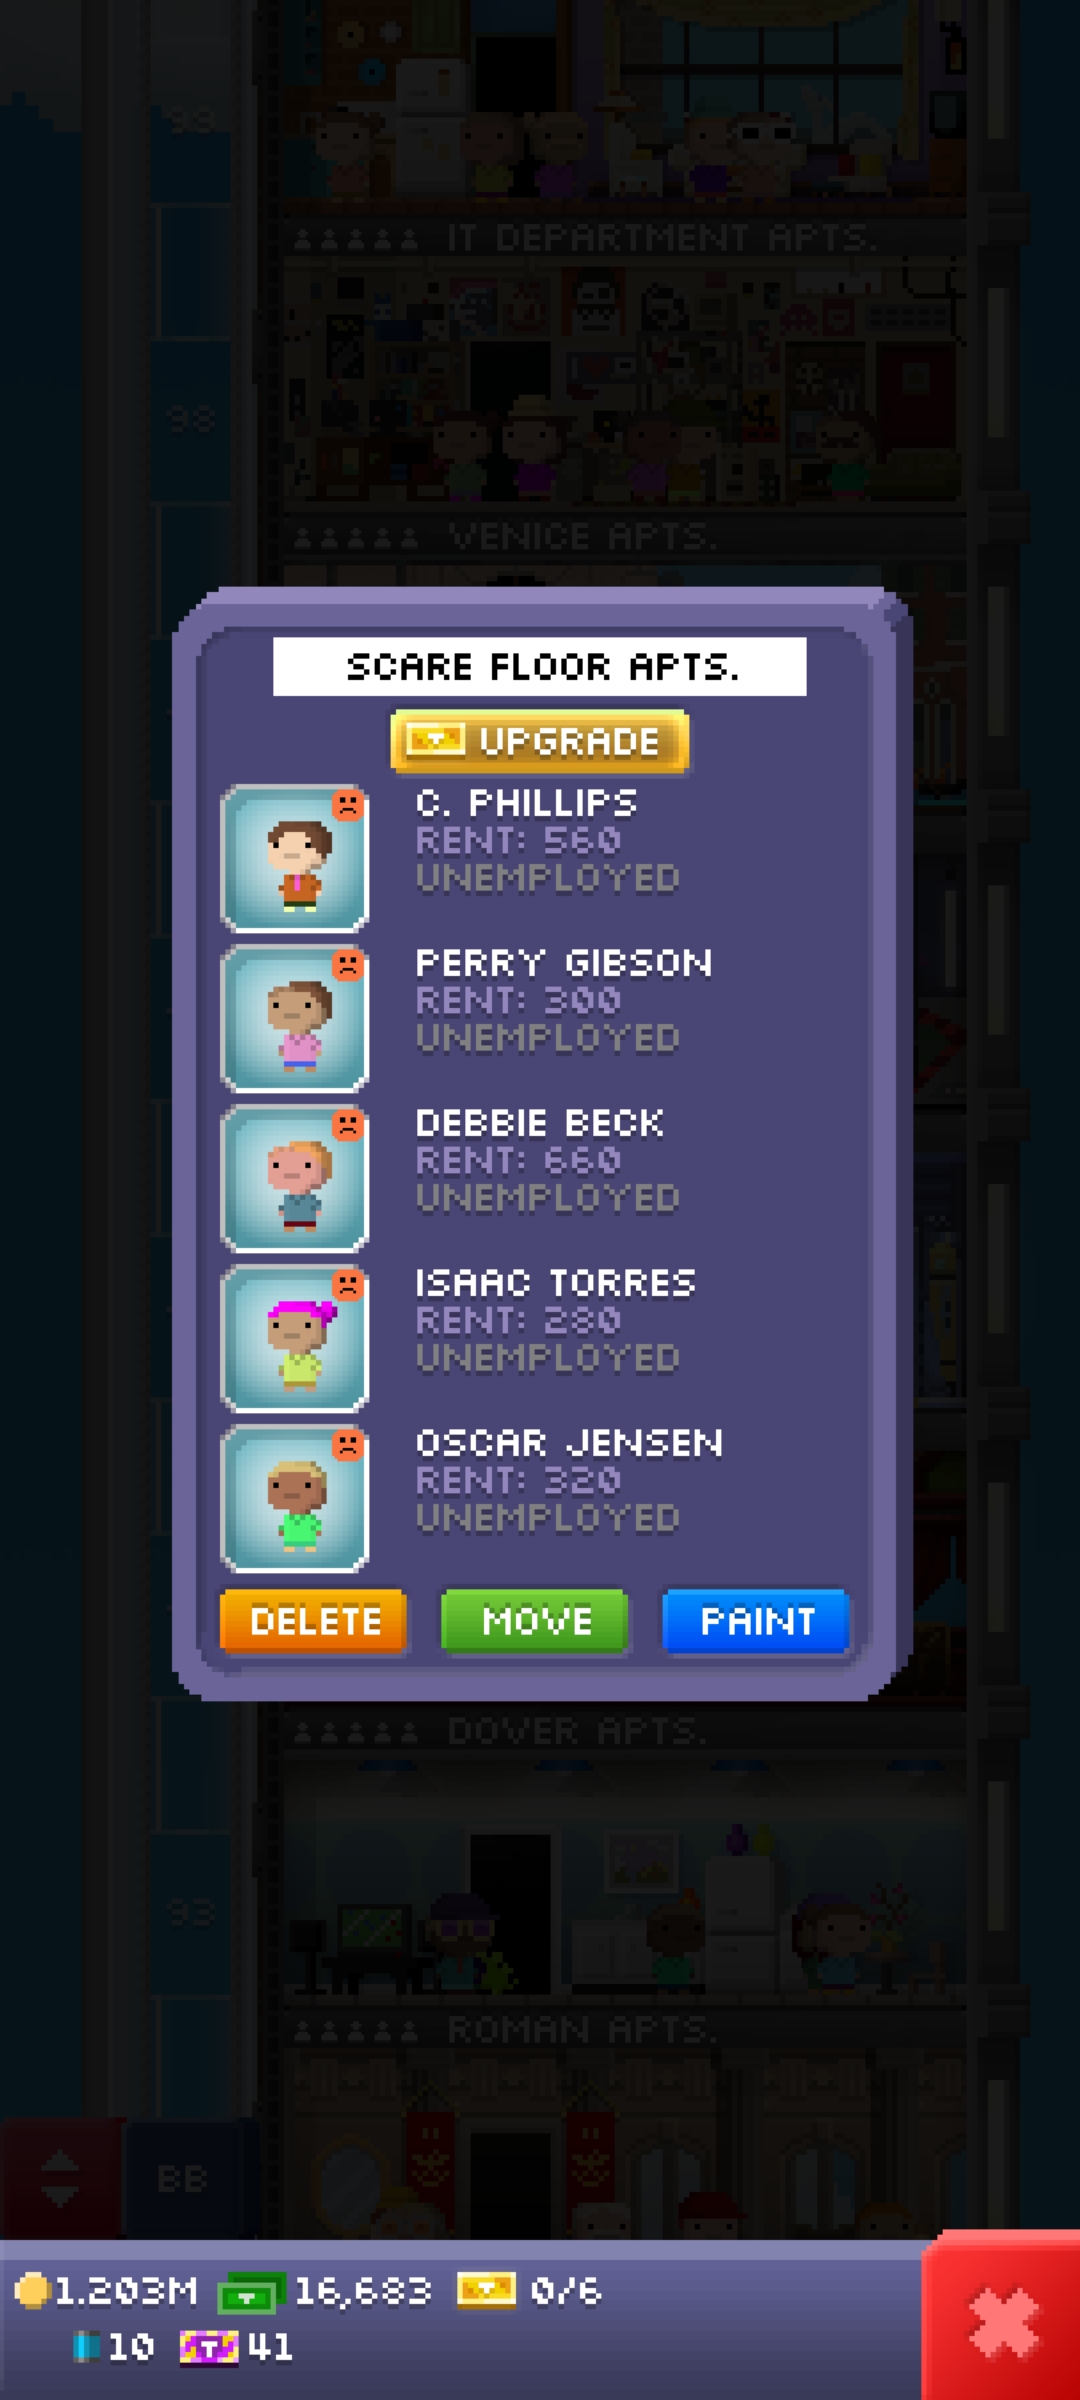 98
IT DEPARTMENT APTS.
98
VENICE APTS.
SCARE FLOOR APTS.
UPGRADE
C. PHILLIPS
RENT: 560
UNEMPLOYED
PERRY GIBSON
RENT: 300
UNEMPLOYED
DEBBIE BECK
RENT: 660
UNEMPLOYED
ISAAC TORRES
RENT: 280
UNEMPLOYED
OSCAR JENSEN
RENT: 320
UNEMPLOYED
DELETE MOVE PAINT
DOVER APTS.
93
ROMAN APTS.
BB
1.203M 16,683 0/6
10 41